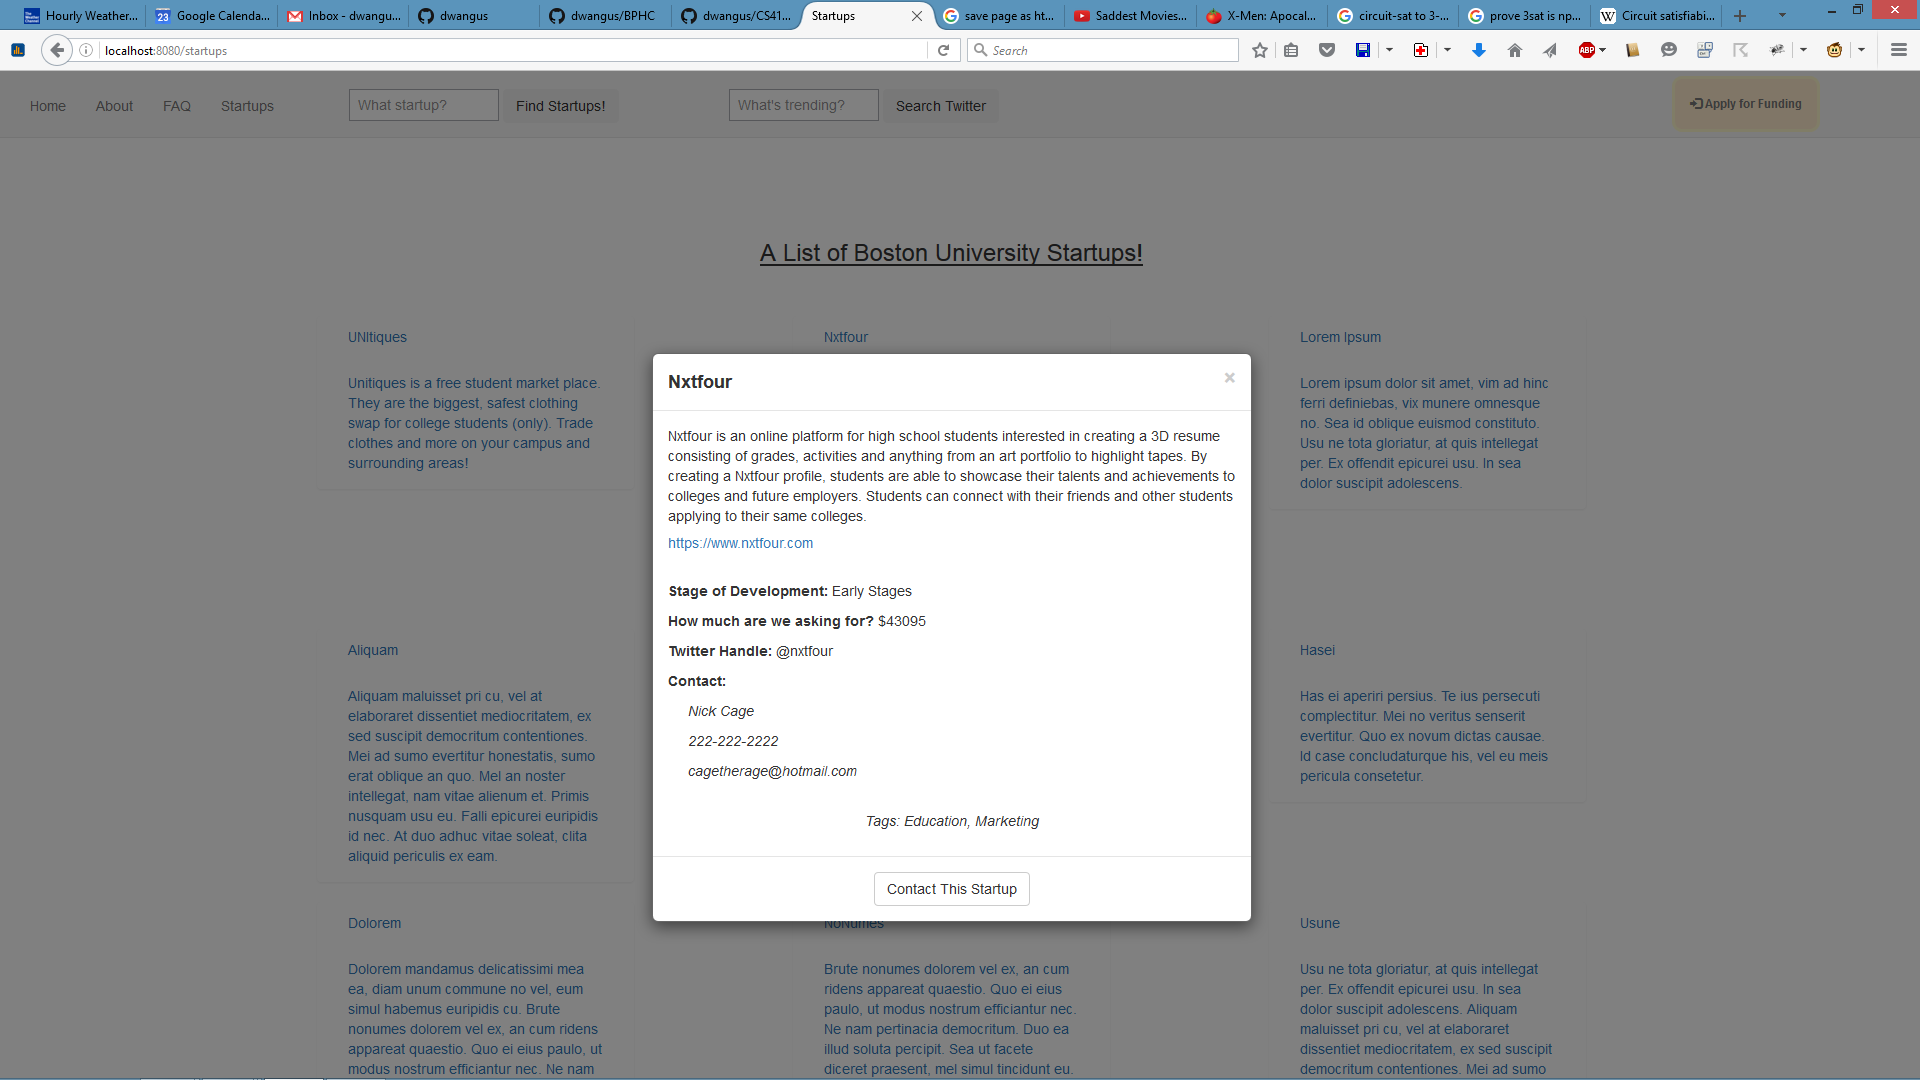 Hourly Weather...
Google Calenda...
Inbox - dwangu...
dwangus
dwangus/BPHC
dwangus/CS41...
Startups
save page as ht...
Saddest Movies...
X-Men: Apocal...
circuit-sat to 3-...
prove 3sat is np...
Circuit satisfiabi...
localhost:8080/startups
Search
Home
About
FAQ
Startups
What startup?
Find Startups!
What's trending?
Search Twitter
Apply for Funding
A List of Boston University Startups!
UNItiques
Unitiques is a free student market place.
They are the biggest, safest clothing
swap for college students (only). Trade
clothes and more on your campus and
surrounding areas!
Nxtfour
Lorem Ipsum
Lorem ipsum dolor sit amet, vim ad hinc
ferri definiebas, vix munere omnesque
no. Sea id oblique euismod constituto.
Usu ne tota gloriatur, at quis intellegat
per. Ex offendit epicurei usu. In sea
dolor suscipit adolescens.
Nxtfour
×
Nxtfour is an online platform for high school students interested in creating a 3D resume
consisting of grades, activities and anything from an art portfolio to highlight tapes. By
creating a Nxtfour profile, students are able to showcase their talents and achievements to
colleges and future employers. Students can connect with their friends and other students
applying to their same colleges.
https://www.nxtfour.com
Stage of Development: Early Stages
How much are we asking for? $43095
Twitter Handle: @nxtfour
Contact:
Nick Cage
222-222-2222
cagetherage@hotmail.com
Tags: Education, Marketing
Contact This Startup
Aliquam
Aliquam maluisset pri cu, vel at
elaboraret dissentiet mediocritatem, ex
sed suscipit democritum contentiones.
Mei ad sumo evertitur honestatis, sumo
erat oblique an quo. Mel an noster
intellegat, nam vitae alienum et. Primis
nusquam usu eu. Falli epicurei euripidis
id nec. At duo adhuc vitae soleat, clita
aliquid periculis ex eam.
Hasei
Has ei aperiri persius. Te ius persecuti
complectitur. Mei no veritus senserit
evertitur. Quo ex novum dictas causae.
Id case concludaturque his, vel eu meis
pericula consetetur.
Dolorem
Dolorem mandamus delicatissimi mea
ea, diam unum commune no vel, eum
simul habemus euripidis cu. Brute
nonumes dolorem vel ex, an cum ridens
appareat quaestio. Quo ei eius paulo, ut
modus nostrum efficiantur nec. Ne nam
NoNumes
Brute nonumes dolorem vel ex, an cum
ridens appareat quaestio. Quo ei eius
paulo, ut modus nostrum efficiantur nec.
Ne nam pertinacia democritum. Duo ea
illud soluta percipit. Sea ut facete
diceret praesent, mel simul tincidunt eu.
Usune
Usu ne tota gloriatur, at quis intellegat
per. Ex offendit epicurei usu. In sea
dolor suscipit adolescens. Aliquam
maluisset pri cu, vel at elaboraret
dissentiet mediocritatem, ex sed suscipit
democritum contentiones. Mei ad sumo